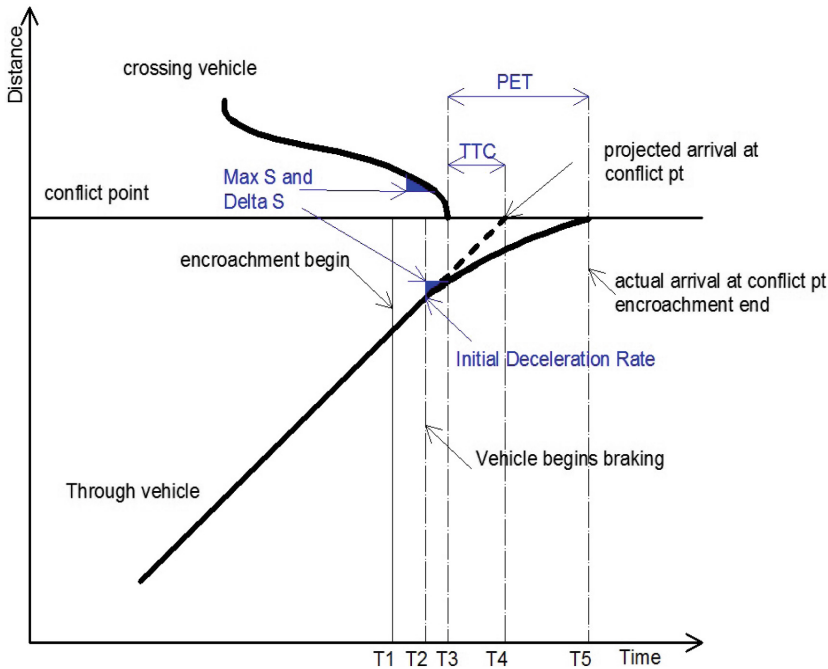 Distance
crossing vehicle
PET
TTC
projected arrival at
conflict pt
Max S and
Delta S
conflict point
encroachment begin
actual arrival at conflict pt
encroachment end
Initial Deceleration Rate
Vehicle begins braking
Through vehicle
T1 T2 T3 T4 T5 Time